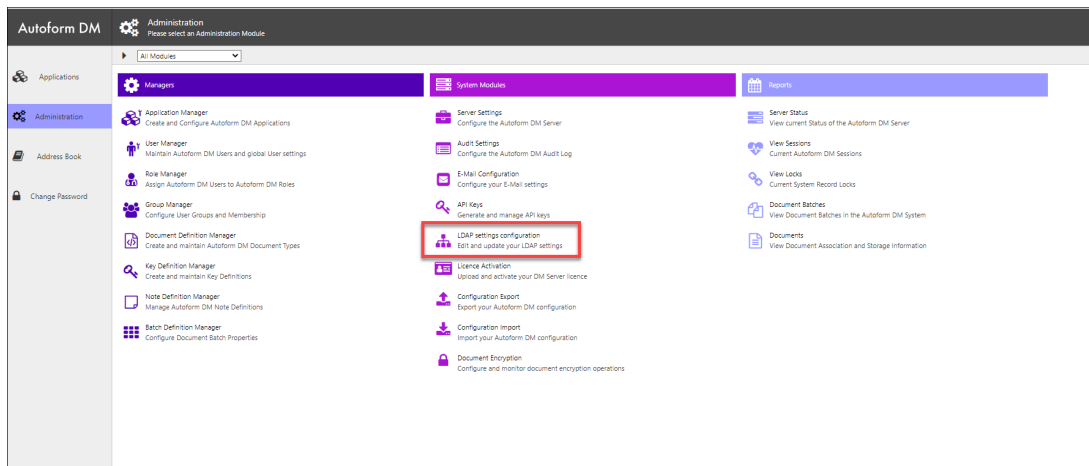 Autoform DM
Administration
Please select an Administration Module
All Modules
Applications
Administration
Address Book
Change Password
Managers
Application Manager
Create and Configure Autoform DM Applications
User Manager
Maintain Autoform DM Users and global User settings
Role Manager
Assign Autoform DM Users to Autoform DM Roles
Group Manager
Configure User Groups and Membership
Document Definition Manager
Create and maintain Autoform DM Document Types
Key Definition Manager
Create and maintain Key Definitions
Note Definition Manager
Manage Autoform DM Note Definitions
Batch Definition Manager
Configure Document Batch Properties
System Modules
Server Settings
Configure the Autoform DM Server
Audit Settings
Configure the Autoform DM Audit Log
E-Mail Configuration
Configure your E-Mail settings
API Keys
Generate and manage API keys
LDAP settings configuration
Edit and update your LDAP settings
Licence Activation
Upload and activate your DM Server licence
Configuration Export
Export your Autoform DM configuration
Configuration Import
Import your Autoform DM configuration
Document Encryption
Configure and monitor document encryption operations
Reports
Server Status
View current Status of the Autoform DM Server
View Sessions
Current Autoform DM Sessions
View Locks
Current System Record Locks
Document Batches
View Document Batches in the Autoform DM System
Documents
View Document Association and Storage Information